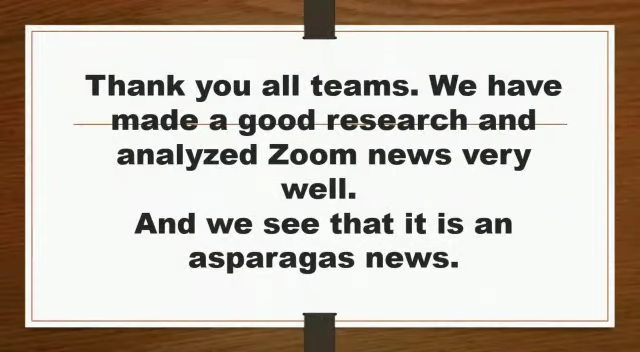 Thank you all teams. We have
made a good research and
analyzed Zoom news very
well.
And we see that it is an
asparagas news.